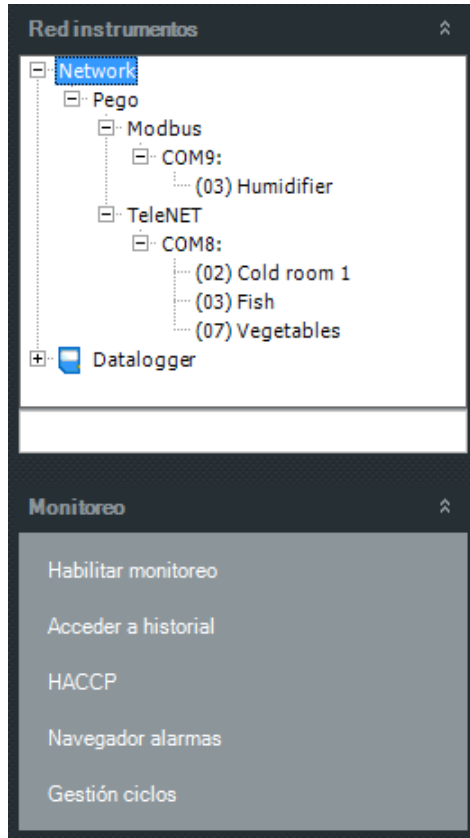 Red instrumentos
Network
Pego
Modbus
COM9:
(03) Humidifier
TeleNET
COM8:
(02) Cold room 1
(03) Fish
(07) Vegetables
Datalogger
Monitoreo
Habilitar monitoreo
Acceder a historial
HACCP
Navegador alarmas
Gestión ciclos